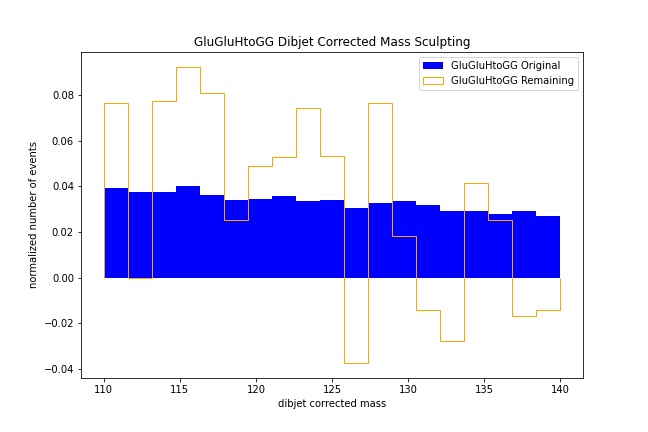 GluGluHtoGG Dibjet Corrected Mass Sculpting
GluGluHtoGG Original
GluGluHtoGG Remaining
normalized number of events
0.08
0.06
0.04
0.02
0.00
−0.02
−0.04
110 115 120 125 130 135 140
dibjet corrected mass